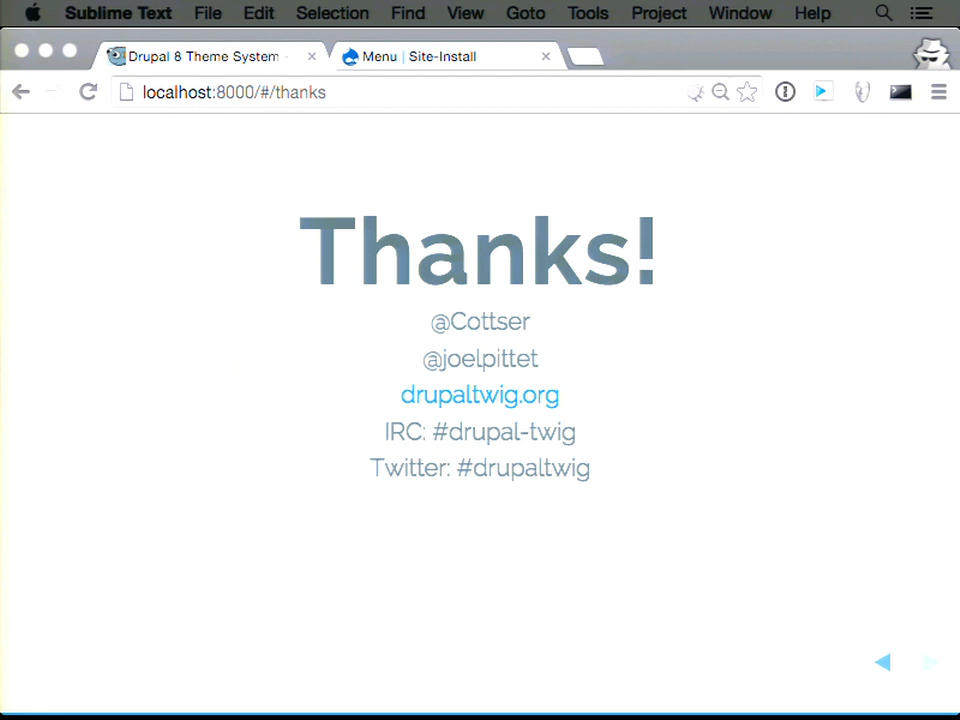 Sublime Text File Edit Selection Find View Goto Tools Project Window Help
Drupal 8 Theme System Menu | Site-Install
localhost:8000/#/thanks
Thanks!
@Cottser
@joelpittet
drupaltwig.org
IRC: #drupal-twig
Twitter: #drupaltwig